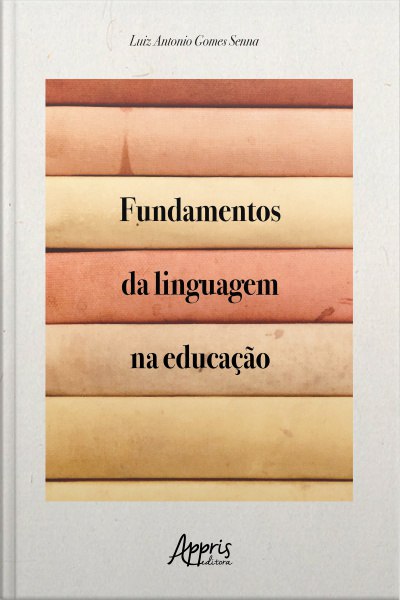 Luiz Antonio Gomes Senna
Fundamentos
da linguagem
na educação
Appris
editora